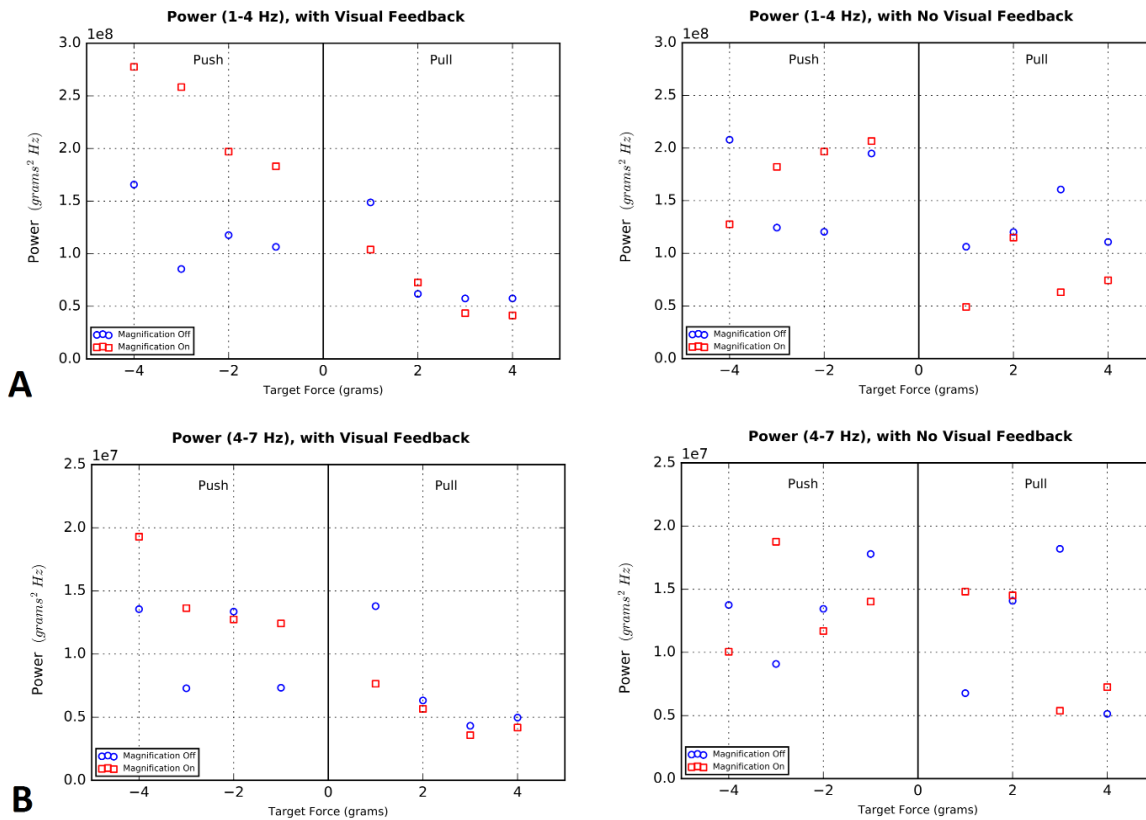 Power (1-4 Hz), with Visual Feedback
1e8
Push Pull
3.0
2.5
2.0
1.5
1.0
0.5
0.0
Power (grams² Hz)
Magnification Off
Magnification On
−4 −2 0 2 4
Target Force (grams)
Power (1-4 Hz), with No Visual Feedback
1e8
Push Pull
3.0
2.5
2.0
1.5
1.0
0.5
0.0
Power (grams² Hz)
Magnification Off
Magnification On
−4 −2 0 2 4
Target Force (grams)
A
Power (4-7 Hz), with Visual Feedback
1e7
Push Pull
2.5
2.0
1.5
1.0
0.5
0.0
Power (grams² Hz)
Magnification Off
Magnification On
−4 −2 0 2 4
Target Force (grams)
Power (4-7 Hz), with No Visual Feedback
1e7
Push Pull
2.5
2.0
1.5
1.0
0.5
0.0
Power (grams² Hz)
Magnification Off
Magnification On
−4 −2 0 2 4
Target Force (grams)
B